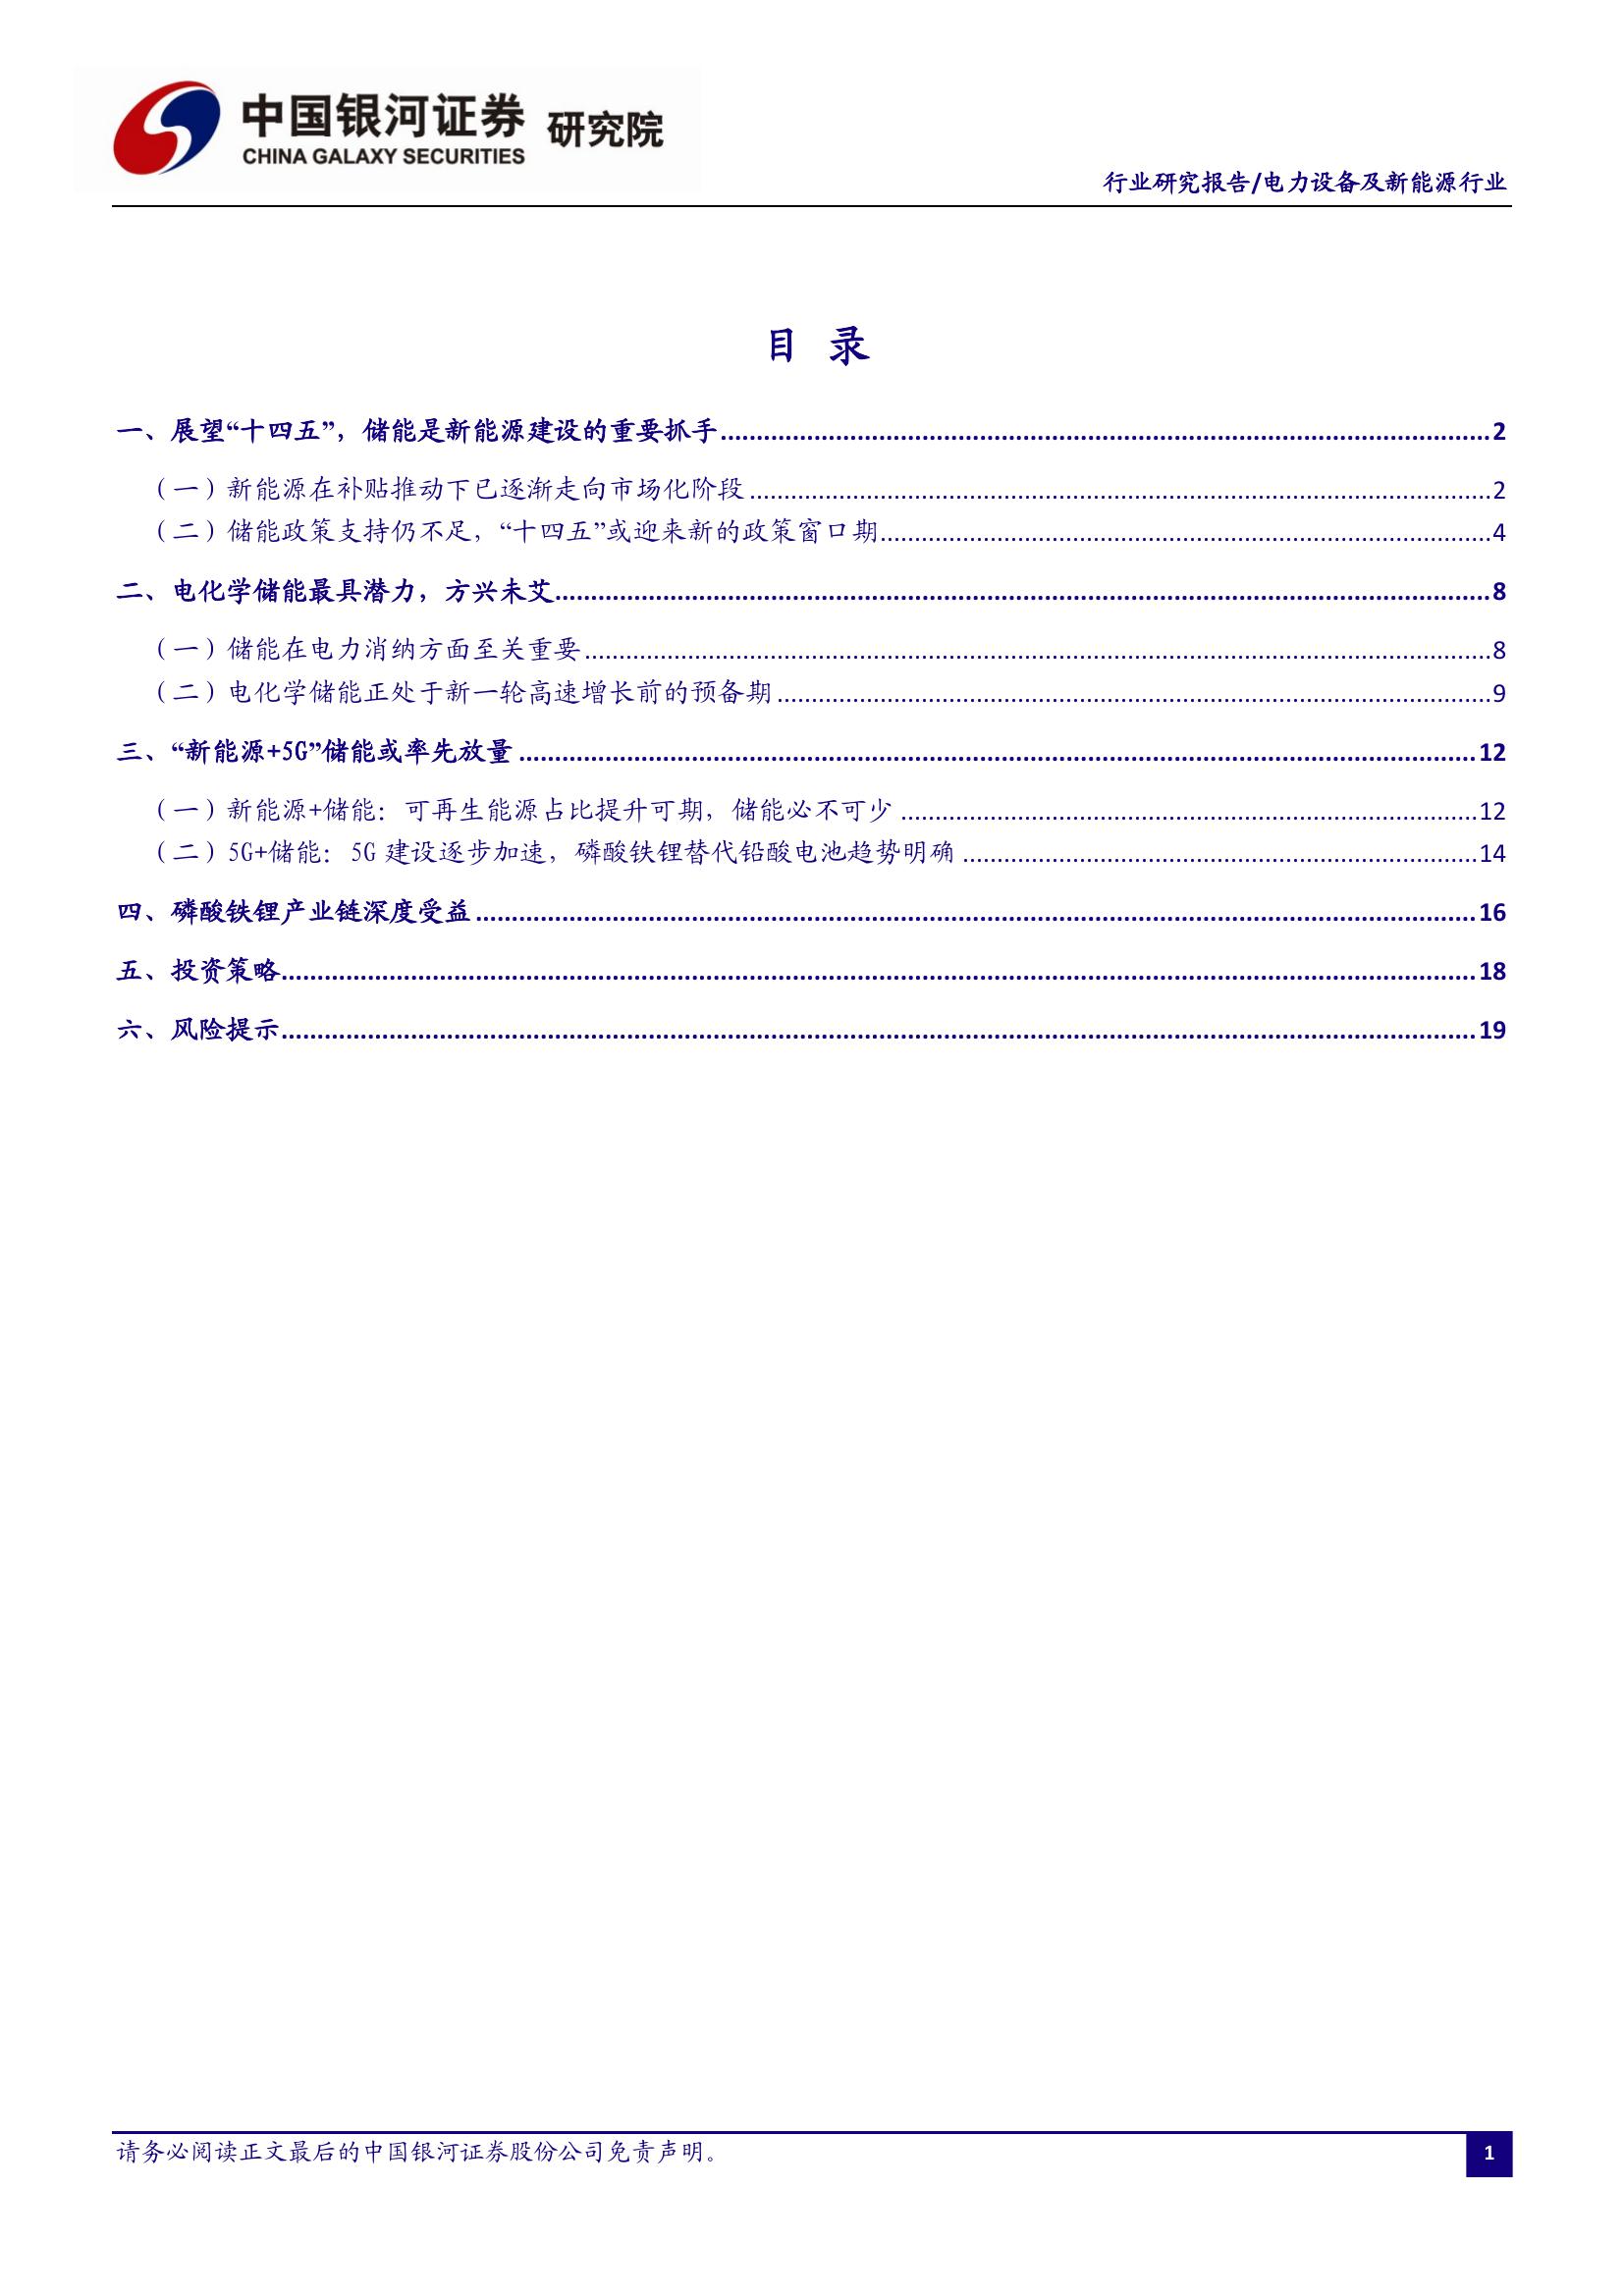 中国银河证券 研究院
CHINA GALAXY SECURITIES
行业研究报告/电力设备及新能源行业
目 录
一、展望“十四五”，储能是新能源建设的重要抓手 2
（一）新能源在补贴推动下已逐渐走向市场化阶段 2
（二）储能政策支持仍不足，“十四五”或迎来新的政策窗口期 4
二、电化学储能最具潜力，方兴未艾 8
（一）储能在电力消纳方面至关重要 8
（二）电化学储能正处于新一轮高速增长前的预备期 9
三、“新能源+5G”储能或率先放量 12
（一）新能源+储能：可再生能源占比提升可期，储能必不可少 12
（二）5G+储能：5G 建设逐步加速，磷酸铁锂替代铅酸电池趋势明确 14
四、磷酸铁锂产业链深度受益 16
五、投资策略 18
六、风险提示 19
请务必阅读正文最后的中国银河证券股份公司免责声明。
1